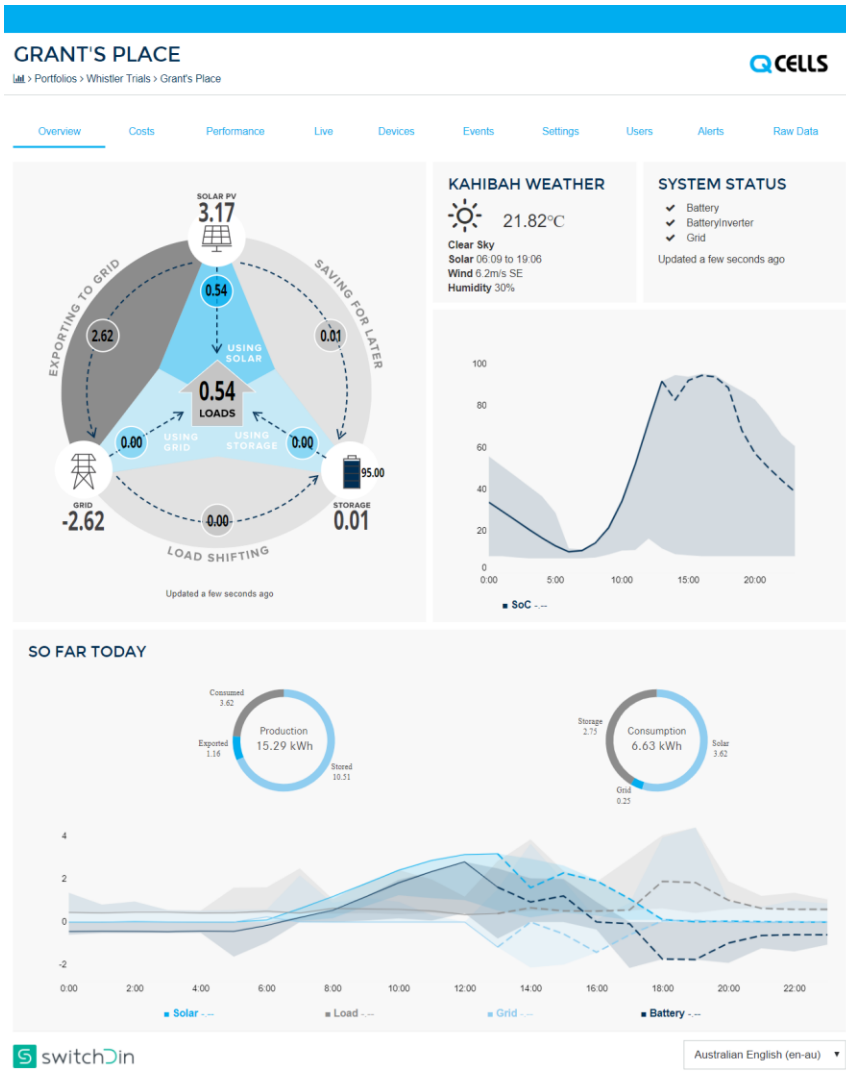 GRANT'S PLACE
> Portfolios > Whistler Trials > Grant's Place
Q CELLS
Overview
Costs
Performance
Live
Devices
Events
Settings
Users
Alerts
Raw Data
SOLAR PV
3.17
EXPORTING TO GRID
SAVING FOR LATER
0.54
2.62
0.01
USING
SOLAR
0.54
LOADS
0.00
USING
GRID
USING
STORAGE
0.00
95.00
GRID
-2.62
0.00
STORAGE
0.01
LOAD SHIFTING
Updated a few seconds ago
KAHIBAH WEATHER
21.82°C
Clear Sky
Solar 06:09 to 19:06
Wind 6.2m/s SE
Humidity 30%
SYSTEM STATUS
Battery
BatteryInverter
Grid
Updated a few seconds ago
100
80
60
40
20
0
0:00 5:00 10:00 15:00 20:00
SoC -.--
SO FAR TODAY
Consumed
3.62
Exported
1.16
Production
15.29 kWh
Stored
10.51
Storage
2.75
Consumption
6.63 kWh
Solar
3.62
Grid
0.25
4
2
0
-2
0:00 2:00 4:00 6:00 8:00 10:00 12:00 14:00 16:00 18:00 20:00 22:00
Solar -.-- Load -.-- Grid -.-- Battery -.--
S switchDin
Australian English (en-au)